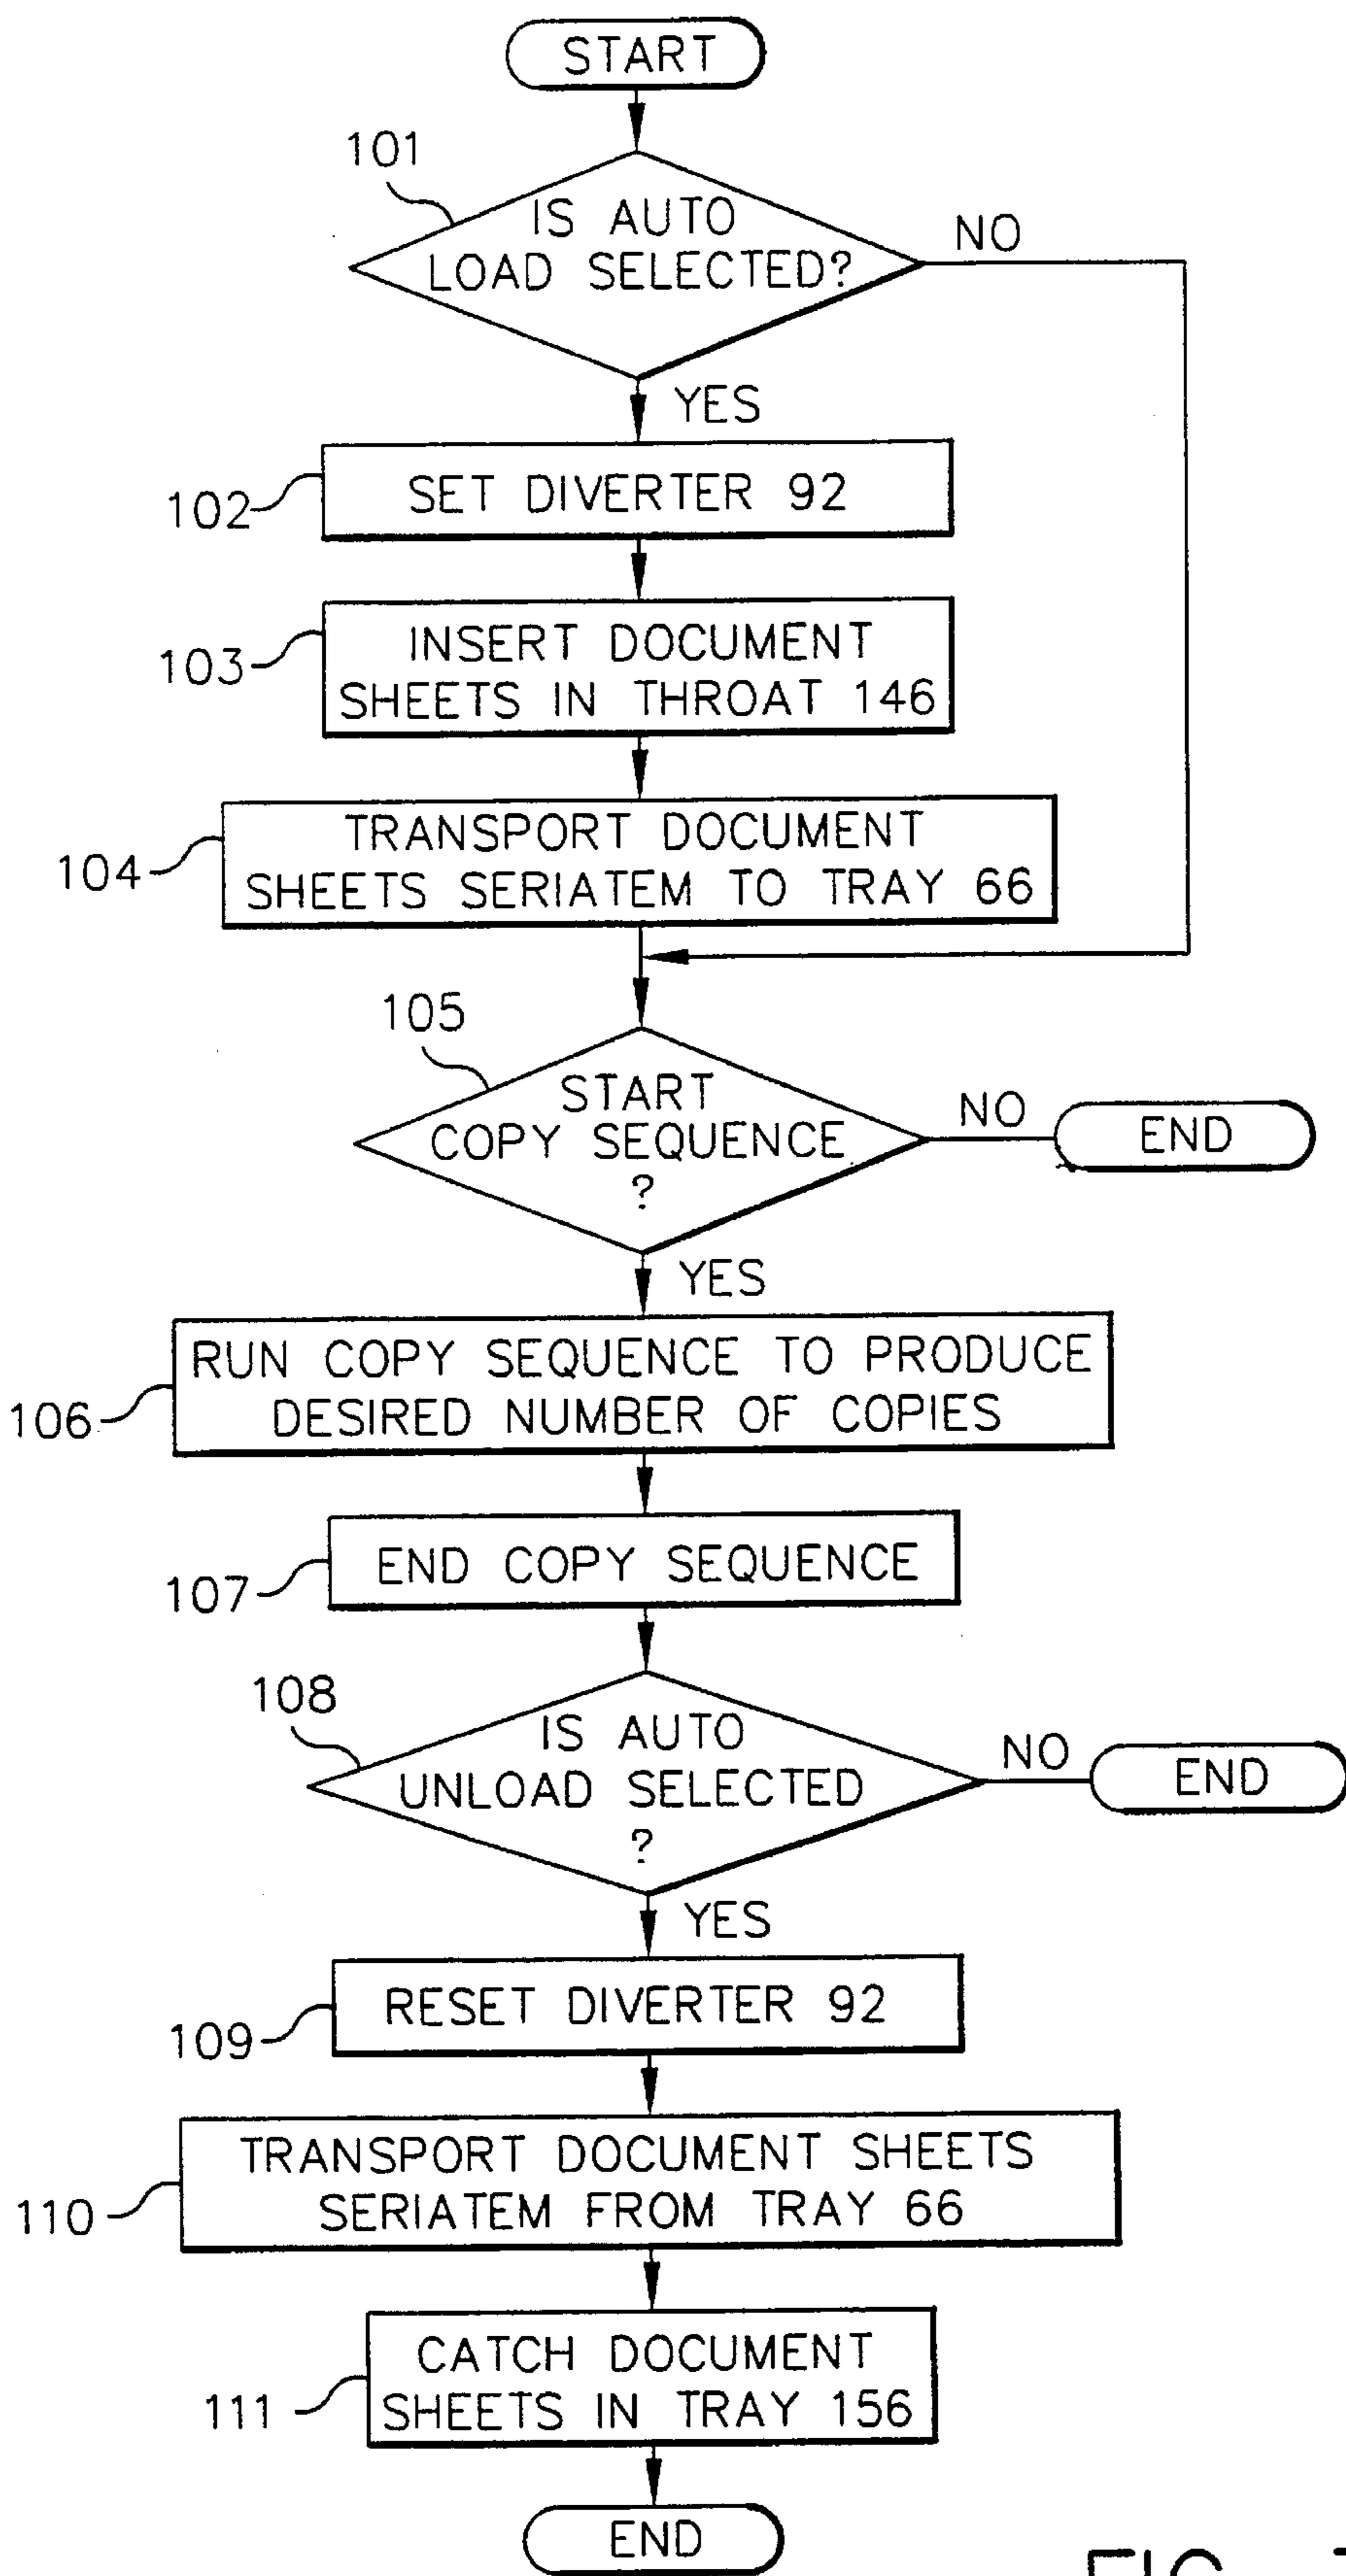 START
101
IS AUTO
LOAD SELECTED?
NO
YES
102
SET DIVERTER 92
103
INSERT DOCUMENT
SHEETS IN THROAT 146
104
TRANSPORT DOCUMENT
SHEETS SERIATEM TO TRAY 66
105
START
COPY SEQUENCE
?
NO
END
YES
106
RUN COPY SEQUENCE TO PRODUCE
DESIRED NUMBER OF COPIES
107
END COPY SEQUENCE
108
IS AUTO
UNLOAD SELECTED
?
NO
END
YES
109
RESET DIVERTER 92
110
TRANSPORT DOCUMENT SHEETS
SERIATEM FROM TRAY 66
111
CATCH DOCUMENT
SHEETS IN TRAY 156
END
FIG.